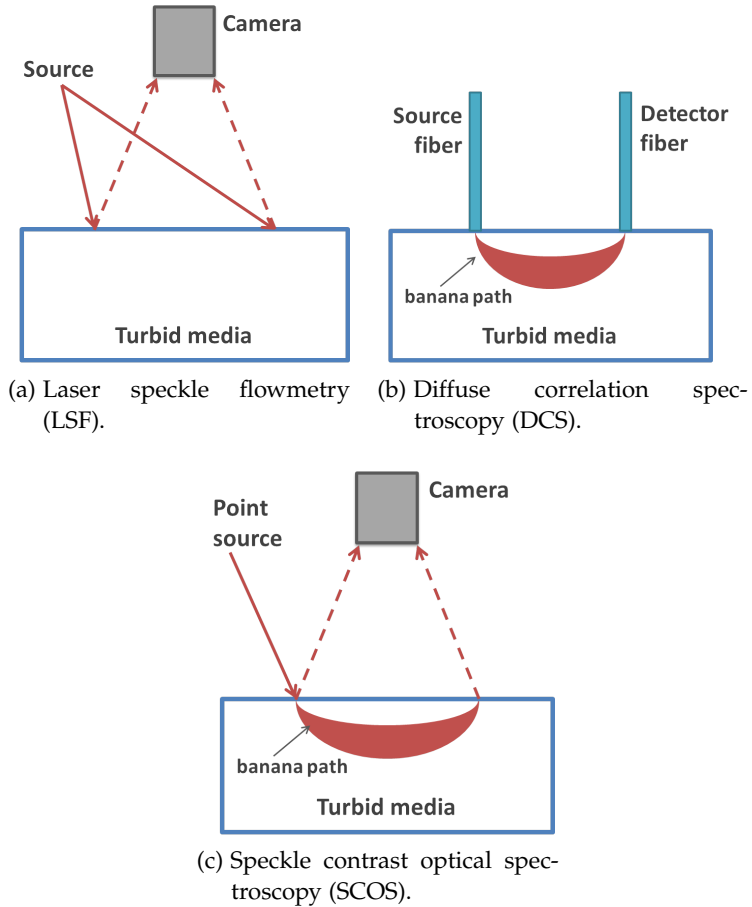 Camera
Source
Turbid media
(a) Laser speckle flowmetry
(LSF).
Source
fiber
Detector
fiber
banana path
Turbid media
(b) Diffuse correlation spec-
troscopy (DCS).
Camera
Point
source
banana path
Turbid media
(c) Speckle contrast optical spec-
troscopy (SCOS).